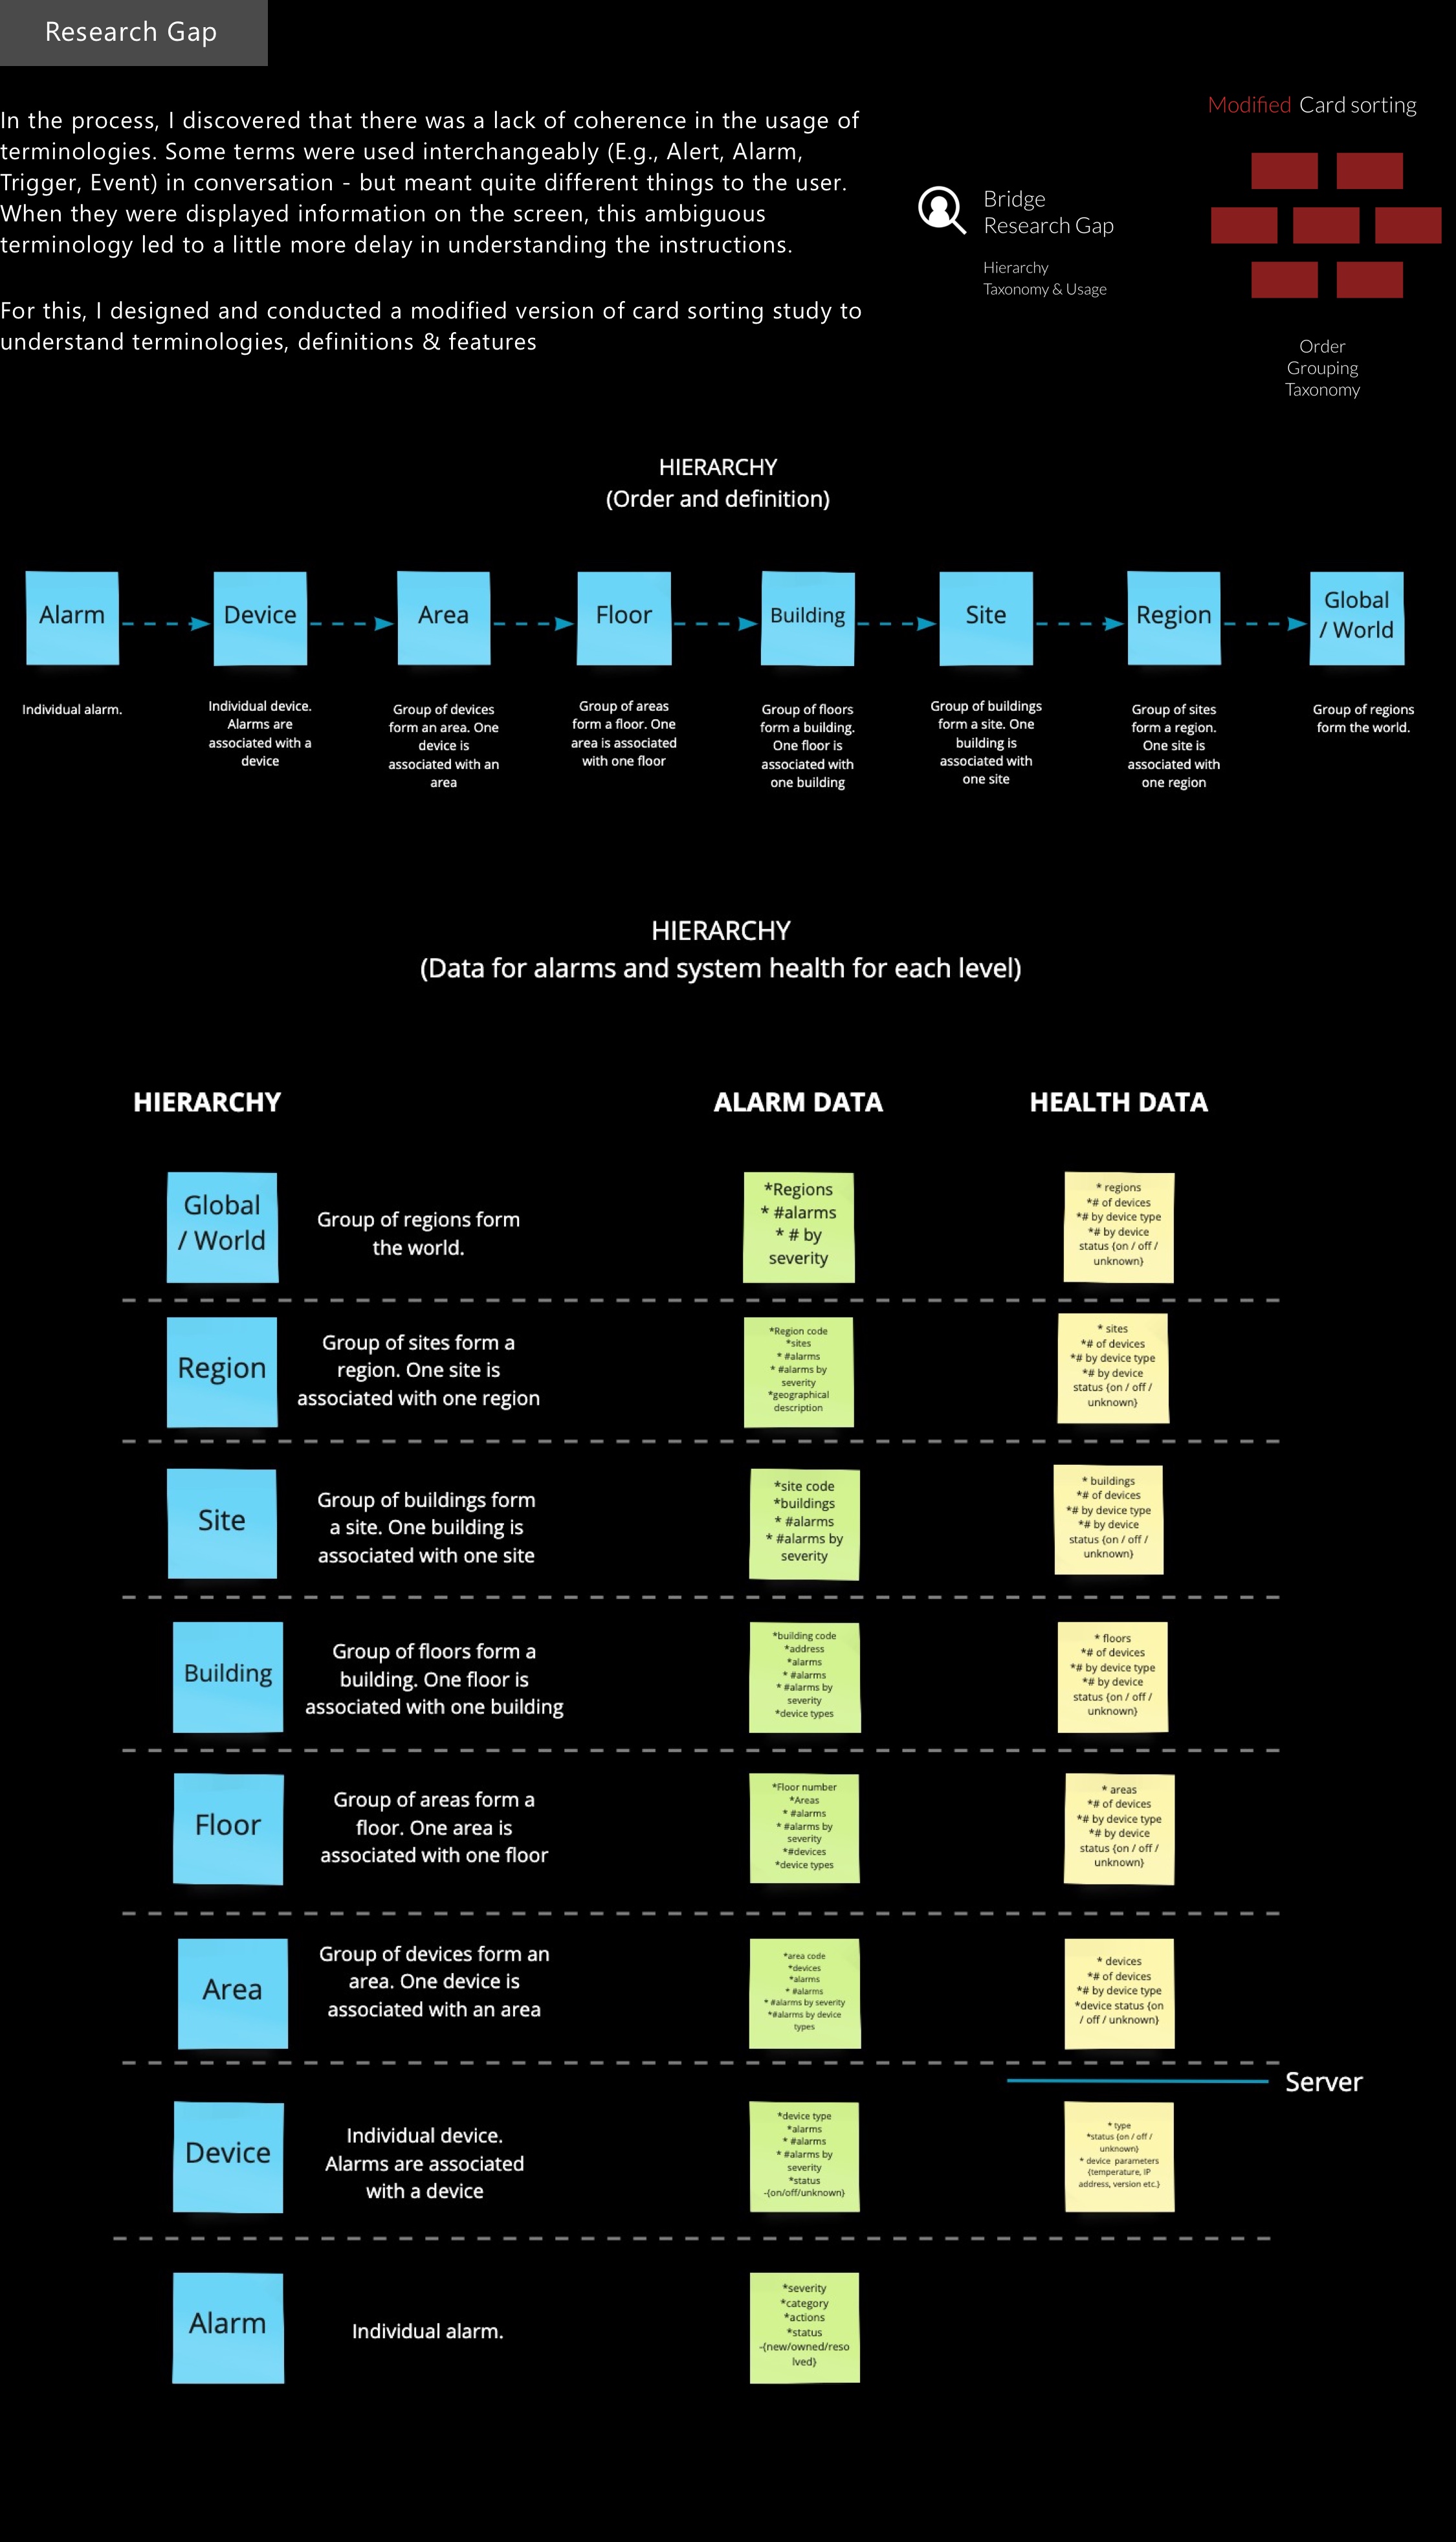 Research Gap
In the process, I discovered that there was a lack of coherence in the usage of
terminologies. Some terms were used interchangeably (E.g., Alert, Alarm,
Trigger, Event) in conversation - but meant quite different things to the user.
When they were displayed information on the screen, this ambiguous
terminology led to a little more delay in understanding the instructions.
For this, I designed and conducted a modified version of card sorting study to
understand terminologies, definitions & features
Bridge
Research Gap
Hierarchy
Taxonomy & Usage
Modified Card sorting
Order
Grouping
Taxonomy
HIERARCHY
(Order and definition)
Alarm
Individual alarm.
Device
Individual device.
Alarms are
associated with a
device
Area
Group of devices
form an area. One
device is
associated with an
area
Floor
Group of areas
form a floor. One
area is associated
with one floor
Building
Group of floors
form a building.
One floor is
associated with
one building
Site
Group of buildings
form a site. One
building is
associated with
one site
Region
Group of sites
form a region.
One site is
associated with
one region
Global
/ World
Group of regions
form the world.
HIERARCHY
(Data for alarms and system health for each level)
HIERARCHY
ALARM DATA
HEALTH DATA
Global
/ World
Group of regions form
the world.
*Regions
* #alarms
* # by
severity
* regions
*# of devices
*# by device type
*# by device
status {on / off /
unknown}
Region
Group of sites form a
region. One site is
associated with one region
*Region code
*sites
* #alarms
* #alarms by
severity
*geographical
description
* sites
*# of devices
*# by device type
*# by device
status {on / off /
unknown}
Site
Group of buildings form
a site. One building is
associated with one site
*site code
*buildings
* #alarms
* #alarms by
severity
* buildings
*# of devices
*# by device type
*# by device
status {on / off /
unknown}
Building
Group of floors form a
building. One floor is
associated with one building
*building code
*address
*alarms
* #alarms
* #alarms by
severity
*device types
* floors
*# of devices
*# by device type
*# by device
status {on / off /
unknown}
Floor
Group of areas form a
floor. One area is
associated with one floor
*Floor number
*Areas
* #alarms
* #alarms by
severity
*#devices
*device types
* areas
*# of devices
*# by device type
*# by device
status {on / off /
unknown}
Area
Group of devices form an
area. One device is
associated with an area
*area code
*devices
*alarms
* #alarms
* #alarms by severity
*#alarms by device
types
* devices
*# of devices
*# by device type
*device status {on
/ off / unknown}
Server
Device
Individual device.
Alarms are associated
with a device
*device type
*alarms
* #alarms
* #alarms by
severity
*status
-{on/off/unknown}
* type
*status {on / off /
unknown}
* device parameters
{temperature, IP
address, version etc.}
Alarm
Individual alarm.
*severity
*category
*actions
*status
-{new/owned/reso
lved}